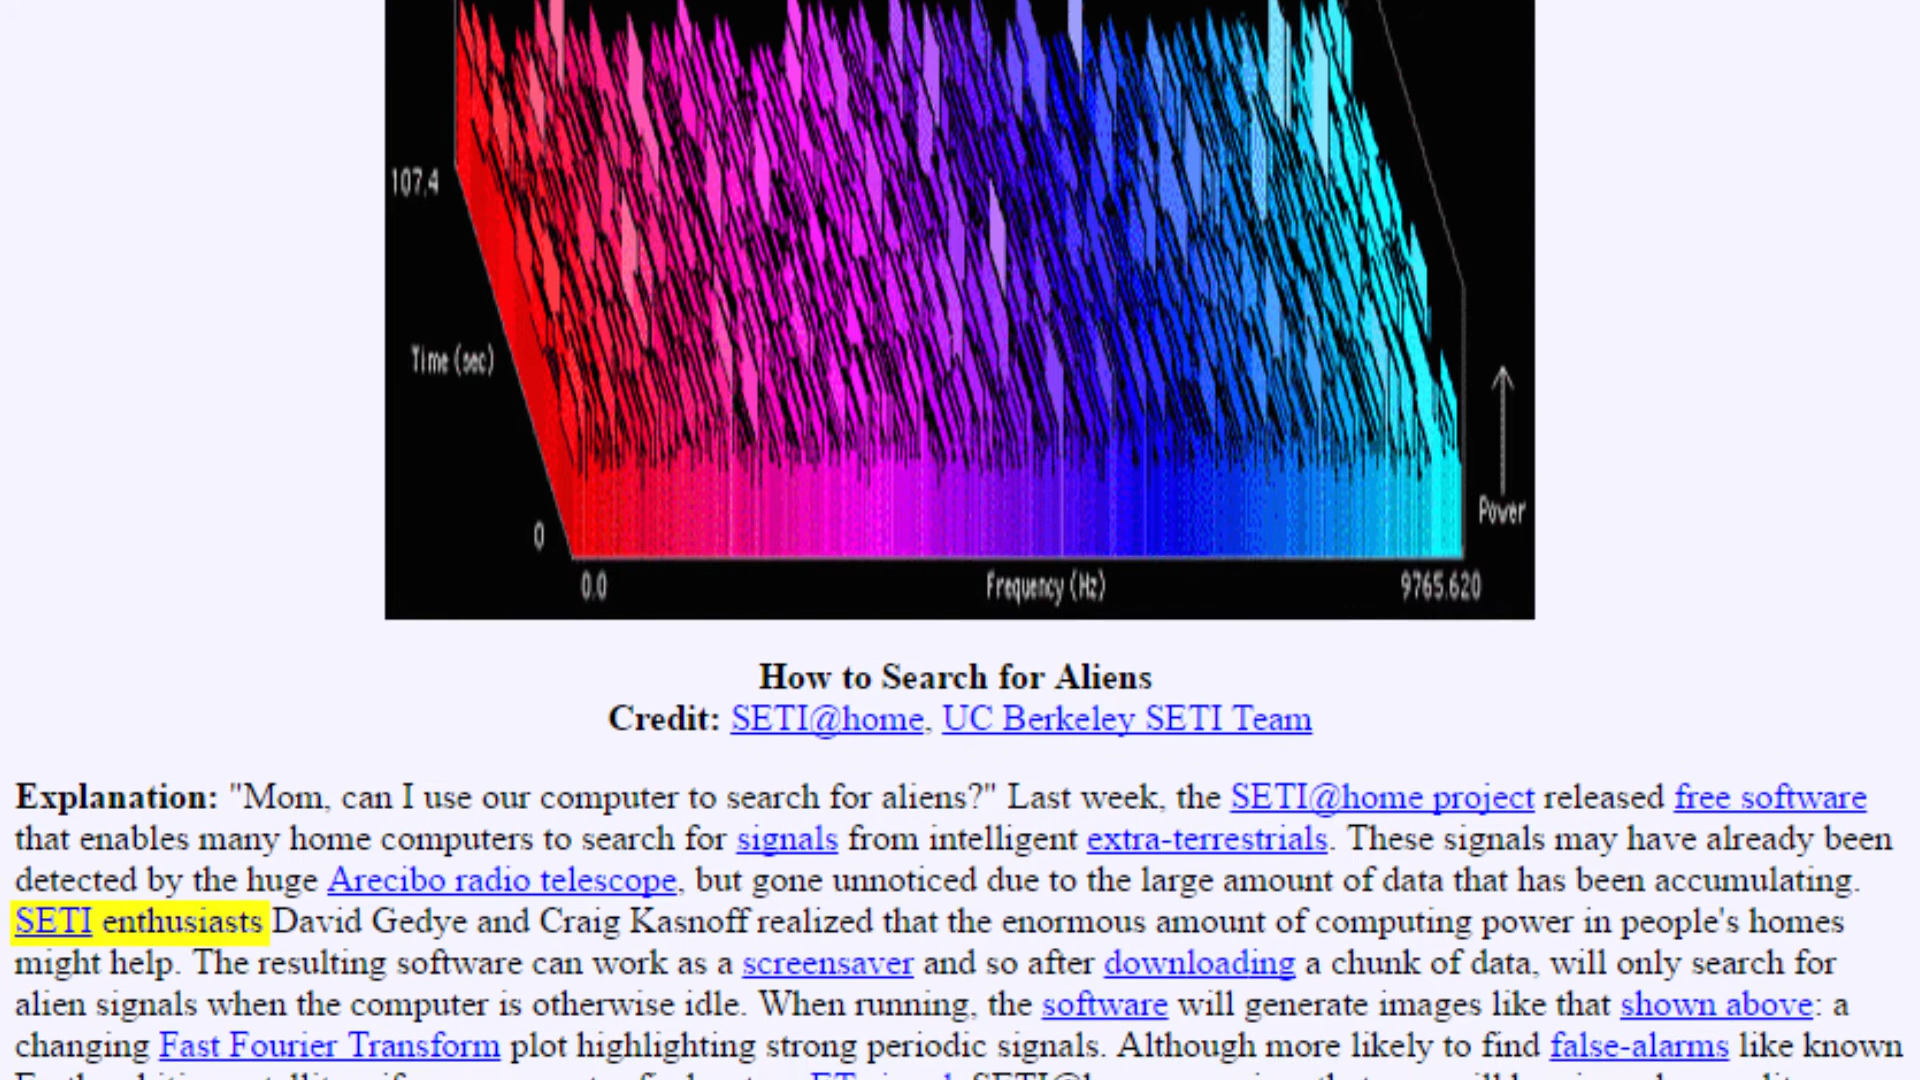 107.4
Time (sec)
0
Power
0.0 Frequency (Hz) 9765.620
How to Search for Aliens
Credit: SETI@home, UC Berkeley SETI Team
Explanation: "Mom, can I use our computer to search for aliens?" Last week, the SETI@home project released free software
that enables many home computers to search for signals from intelligent extra-terrestrials. These signals may have already been
detected by the huge Arecibo radio telescope, but gone unnoticed due to the large amount of data that has been accumulating.
SETI enthusiasts David Gedye and Craig Kasnoff realized that the enormous amount of computing power in people's homes
might help. The resulting software can work as a screensaver and so after downloading a chunk of data, will only search for
alien signals when the computer is otherwise idle. When running, the software will generate images like that shown above: a
changing Fast Fourier Transform plot highlighting strong periodic signals. Although more likely to find false-alarms like known